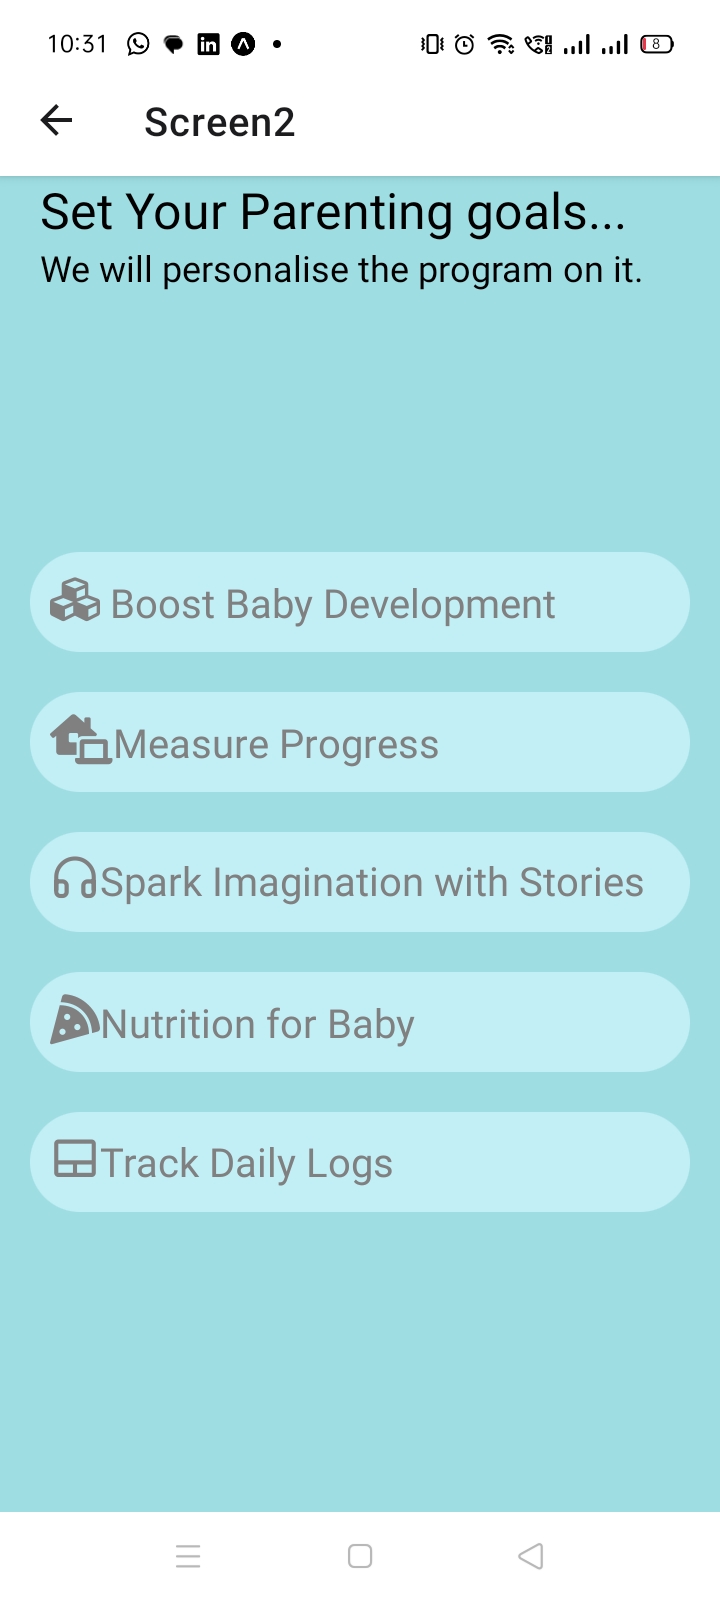 10:31
8
Screen2
Set Your Parenting goals...
We will personalise the program on it.
Boost Baby Development
Measure Progress
Spark Imagination with Stories
Nutrition for Baby
Track Daily Logs